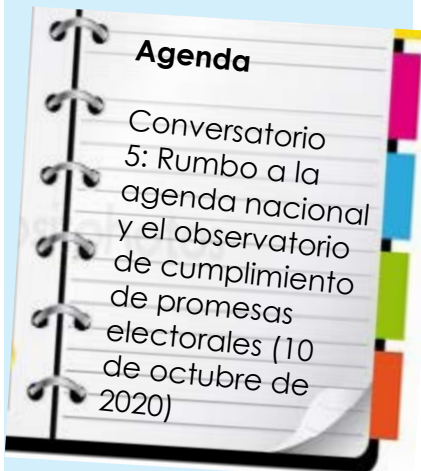 Agenda
Conversatorio
5: Rumbo a la
agenda nacional
y el observatorio
de cumplimiento
de promesas
electorales (10
de octubre de
2020)